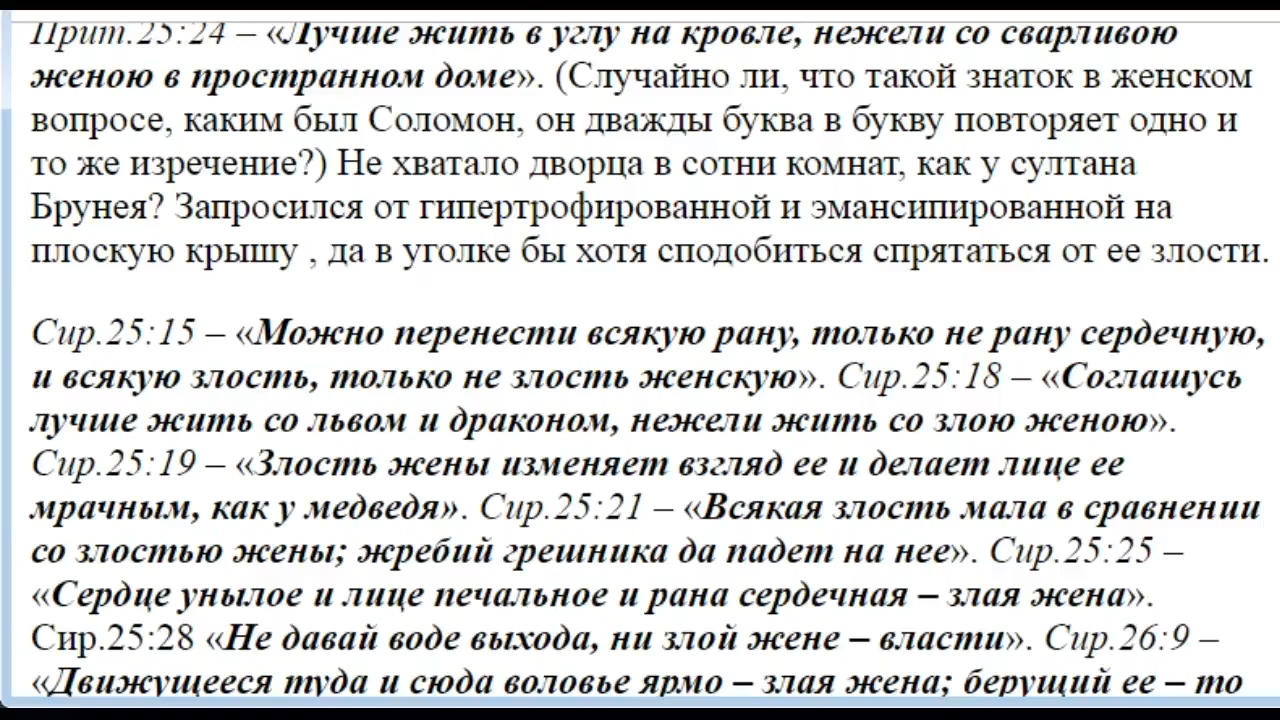 Прит.25:24 – «Лучше жить в углу на кровле, нежели со сварливою
женою в пространном доме». (Случайно ли, что такой знаток в женском
вопросе, каким был Соломон, он дважды буква в букву повторяет одно и
то же изречение?) Не хватало дворца в сотни комнат, как у султана
Брунея? Запросился от гипертрофированной и эмансипированной на
плоскую крышу , да в уголке бы хотя сподобиться спрятаться от ее злости.
Сир.25:15 – «Можно перенести всякую рану, только не рану сердечную,
и всякую злость, только не злость женскую». Сир.25:18 – «Соглашусь
лучше жить со львом и драконом, нежели жить со злою женою».
Сир.25:19 – «Злость жены изменяет взгляд ее и делает лице ее
мрачным, как у медведя». Сир.25:21 – «Всякая злость мала в сравнении
со злостью жены; жребий грешника да падет на нее». Сир.25:25 –
«Сердце унылое и лице печальное и рана сердечная – злая жена».
Сир.25:28 «Не давай воде выхода, ни злой жене – власти». Сир.26:9 –
«Движущееся туда и сюда воловье ярмо – злая жена; берущий ее – то